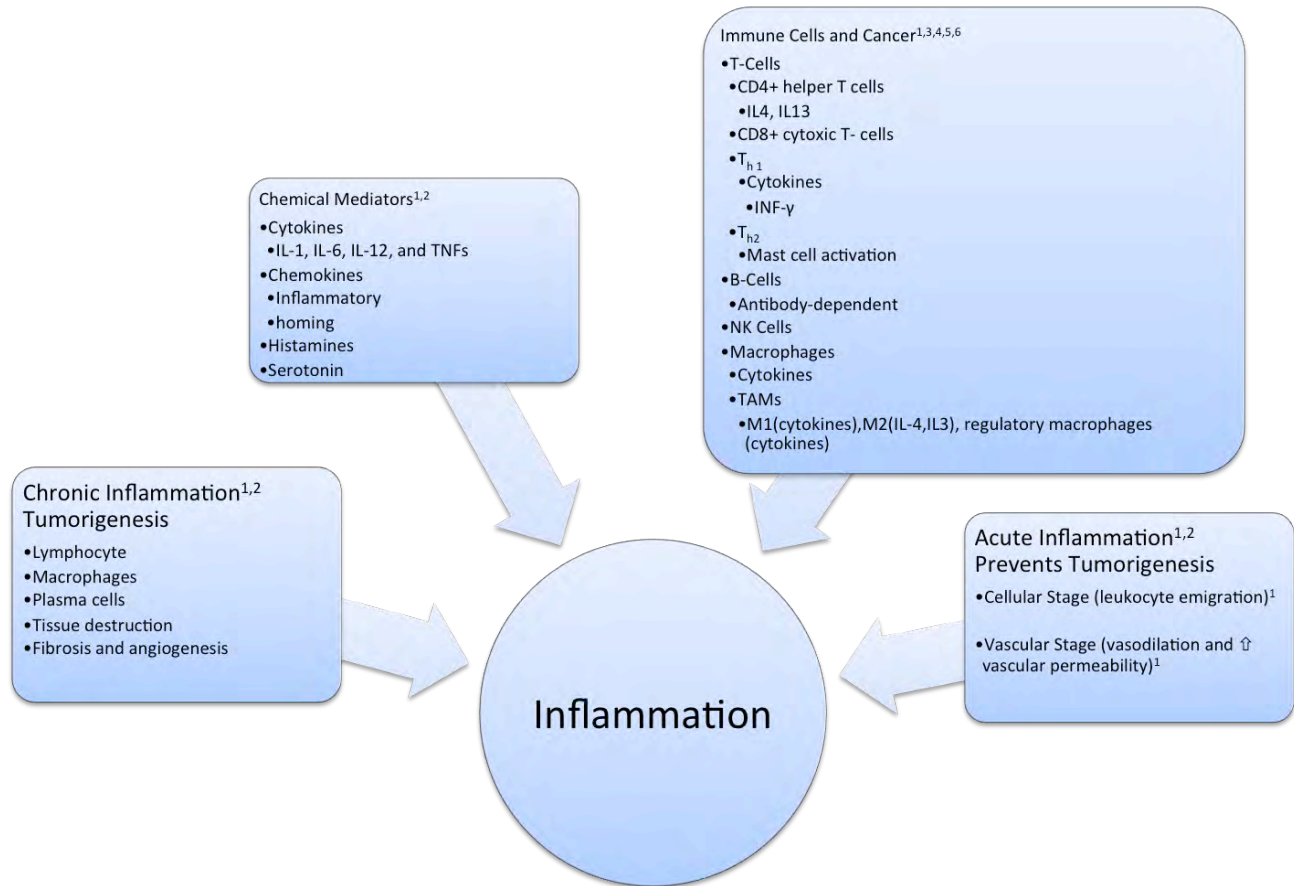 Immune Cells and Cancer1,3,4,5,6
•T-Cells
•CD4+ helper T cells
•IL4, IL13
•CD8+ cytoxic T- cells
•Th 1
•Cytokines
•INF-γ
•Th2
•Mast cell activation
•B-Cells
•Antibody-dependent
•NK Cells
•Macrophages
•Cytokines
•TAMs
•M1(cytokines),M2(IL-4,IL3), regulatory macrophages
(cytokines)
Chemical Mediators1,2
•Cytokines
•IL-1, IL-6, IL-12, and TNFs
•Chemokines
•Inflammatory
•homing
•Histamines
•Serotonin
Chronic Inflammation1,2
Tumorigenesis
•Lymphocyte
•Macrophages
•Plasma cells
•Tissue destruction
•Fibrosis and angiogenesis
Acute Inflammation1,2
Prevents Tumorigenesis
•Cellular Stage (leukocyte emigration)1
•Vascular Stage (vasodilation and ⇧
vascular permeability)1
Inflammation